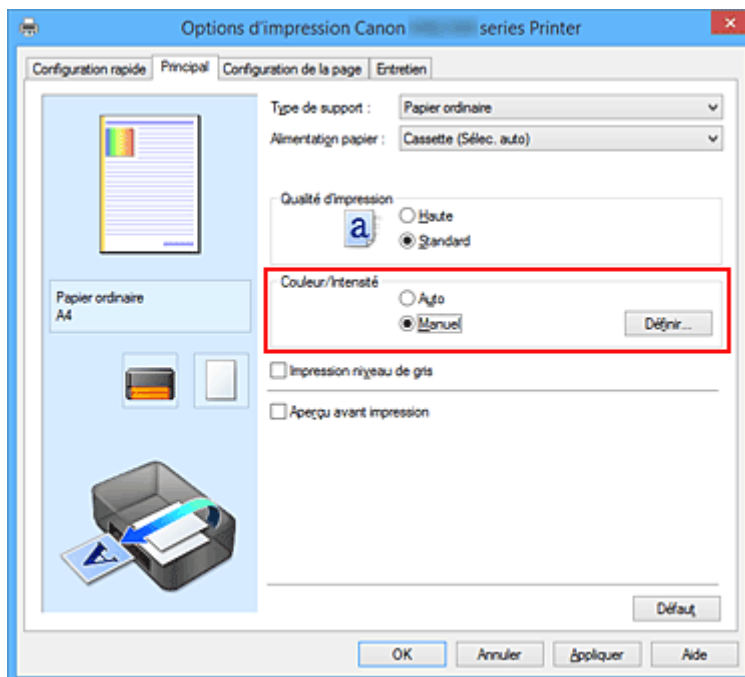 Options d'impression Canon series Printer
Configuration rapide Principal Configuration de la page Entretien
Type de support : Papier ordinaire
Alimentation papier : Cassette (Sélec. auto)
Qualité d'impression
a
Haute
Standard
Couleur/Intensité
Auto
Manuel Définir...
Papier ordinaire
A4
Impression niveau de gris
Aperçu avant impression
A
Défaut
OK Annuler Appliquer Aide